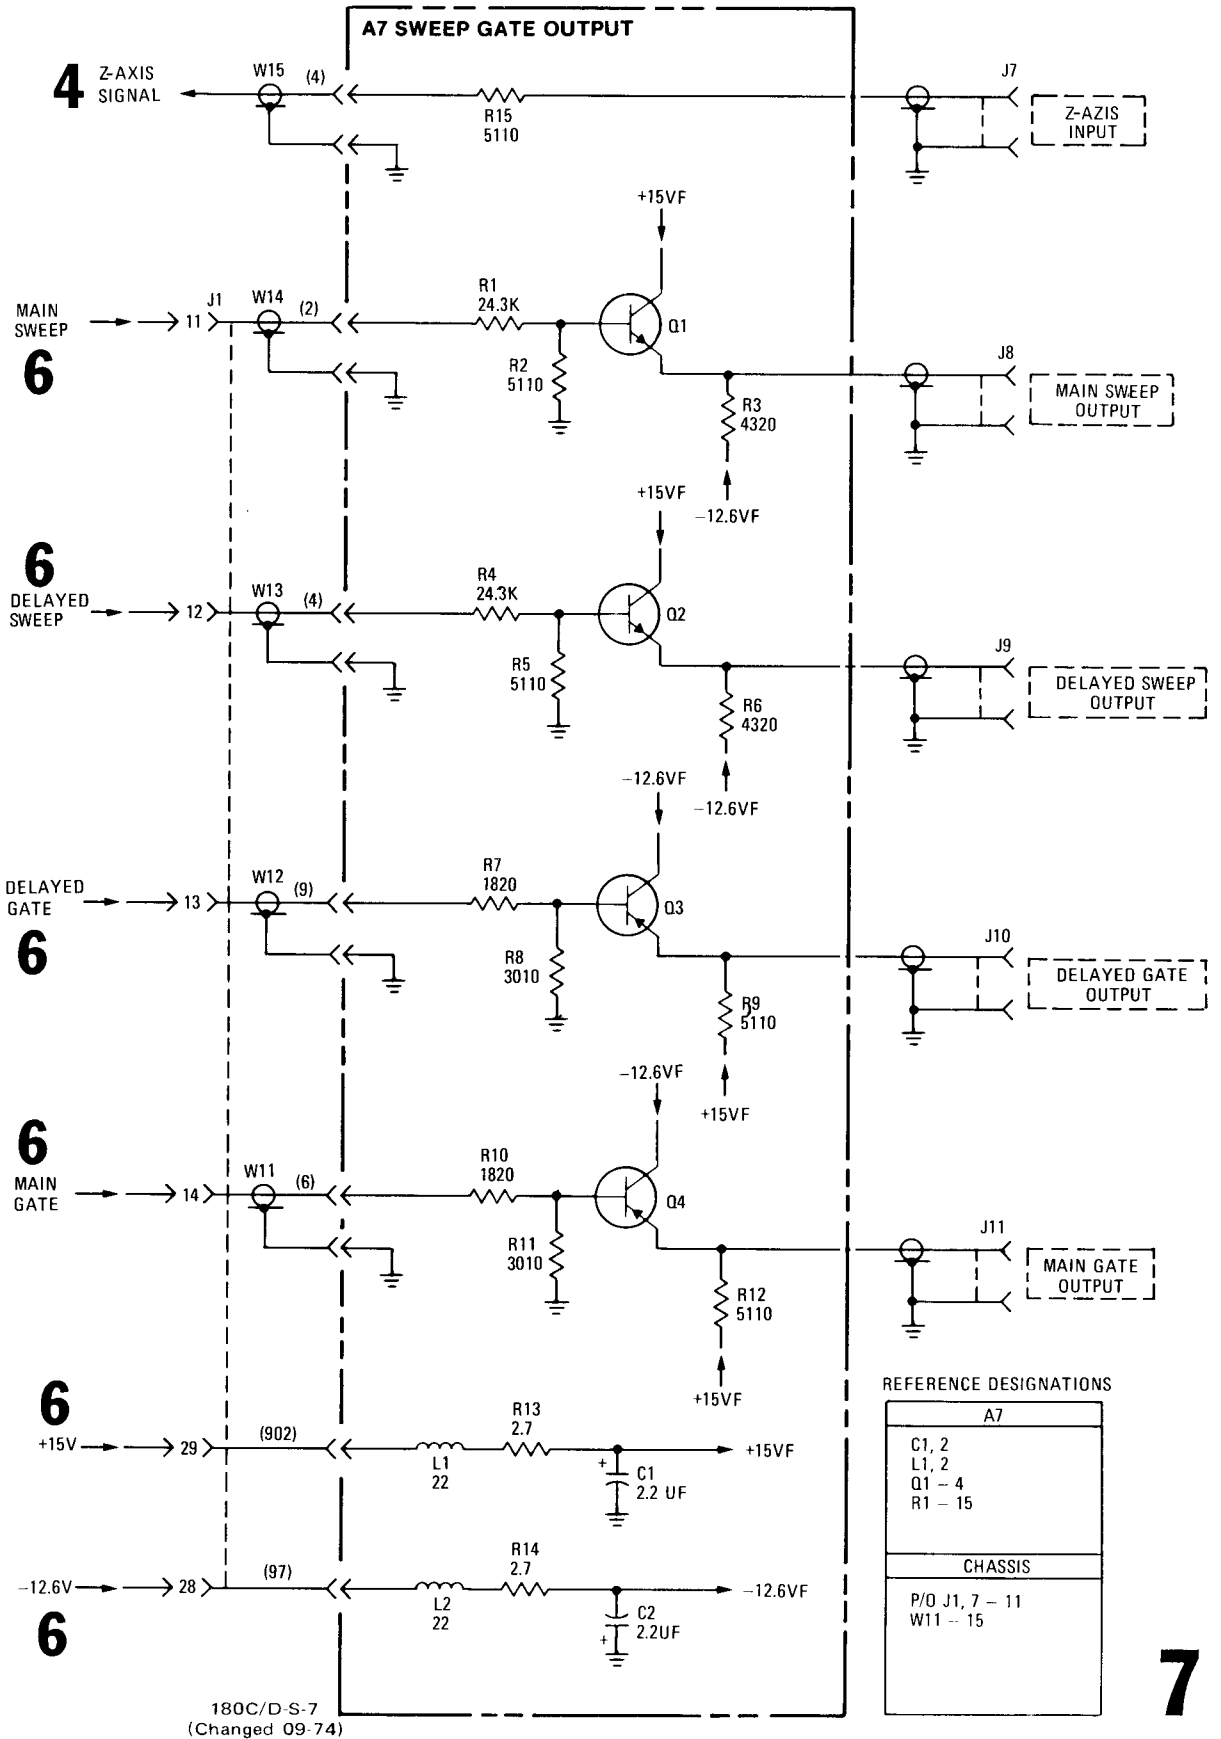 A7 SWEEP GATE OUTPUT
4
Z-AXIS
SIGNAL
W15
(4)
R15
5110
J7
Z-AZIS
INPUT
+15VF
MAIN
SWEEP
6
11
J1
W14
(2)
R1
24.3K
R2
5110
Q1
R3
4320
-12.6VF
J8
MAIN SWEEP
OUTPUT
+15VF
6
DELAYED
SWEEP
12
W13
(4)
R4
24.3K
R5
5110
Q2
R6
4320
-12.6VF
J9
DELAYED SWEEP
OUTPUT
-12.6VF
DELAYED
GATE
6
13
W12
(9)
R7
1820
R8
3010
Q3
R9
5110
+15VF
J10
DELAYED GATE
OUTPUT
-12.6VF
6
MAIN
GATE
14
W11
(6)
R10
1820
R11
3010
Q4
R12
5110
+15VF
J11
MAIN GATE
OUTPUT
6
+15V
29
(902)
L1
22
R13
2.7
+
C1
2.2 UF
+15VF
-12.6V
6
28
(97)
L2
22
R14
2.7
+
C2
2.2UF
-12.6VF
REFERENCE DESIGNATIONS
A7
C1, 2
L1, 2
Q1 - 4
R1 - 15
CHASSIS
P/O J1, 7 - 11
W11 - 15
180C/D-S-7
(Changed 09-74)
7